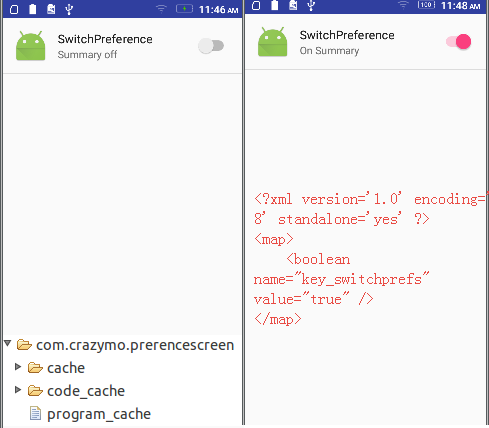 11:46 AM
SwitchPreference
Summary off
com.crazymo.prerencescreen
cache
code_cache
program_cache
100
11:48 AM
SwitchPreference
On Summary
<?xml version='1.0' encoding='
8' standalone='yes' ?>
<map>
<boolean
name="key_switchprefs"
value="true" />
</map>